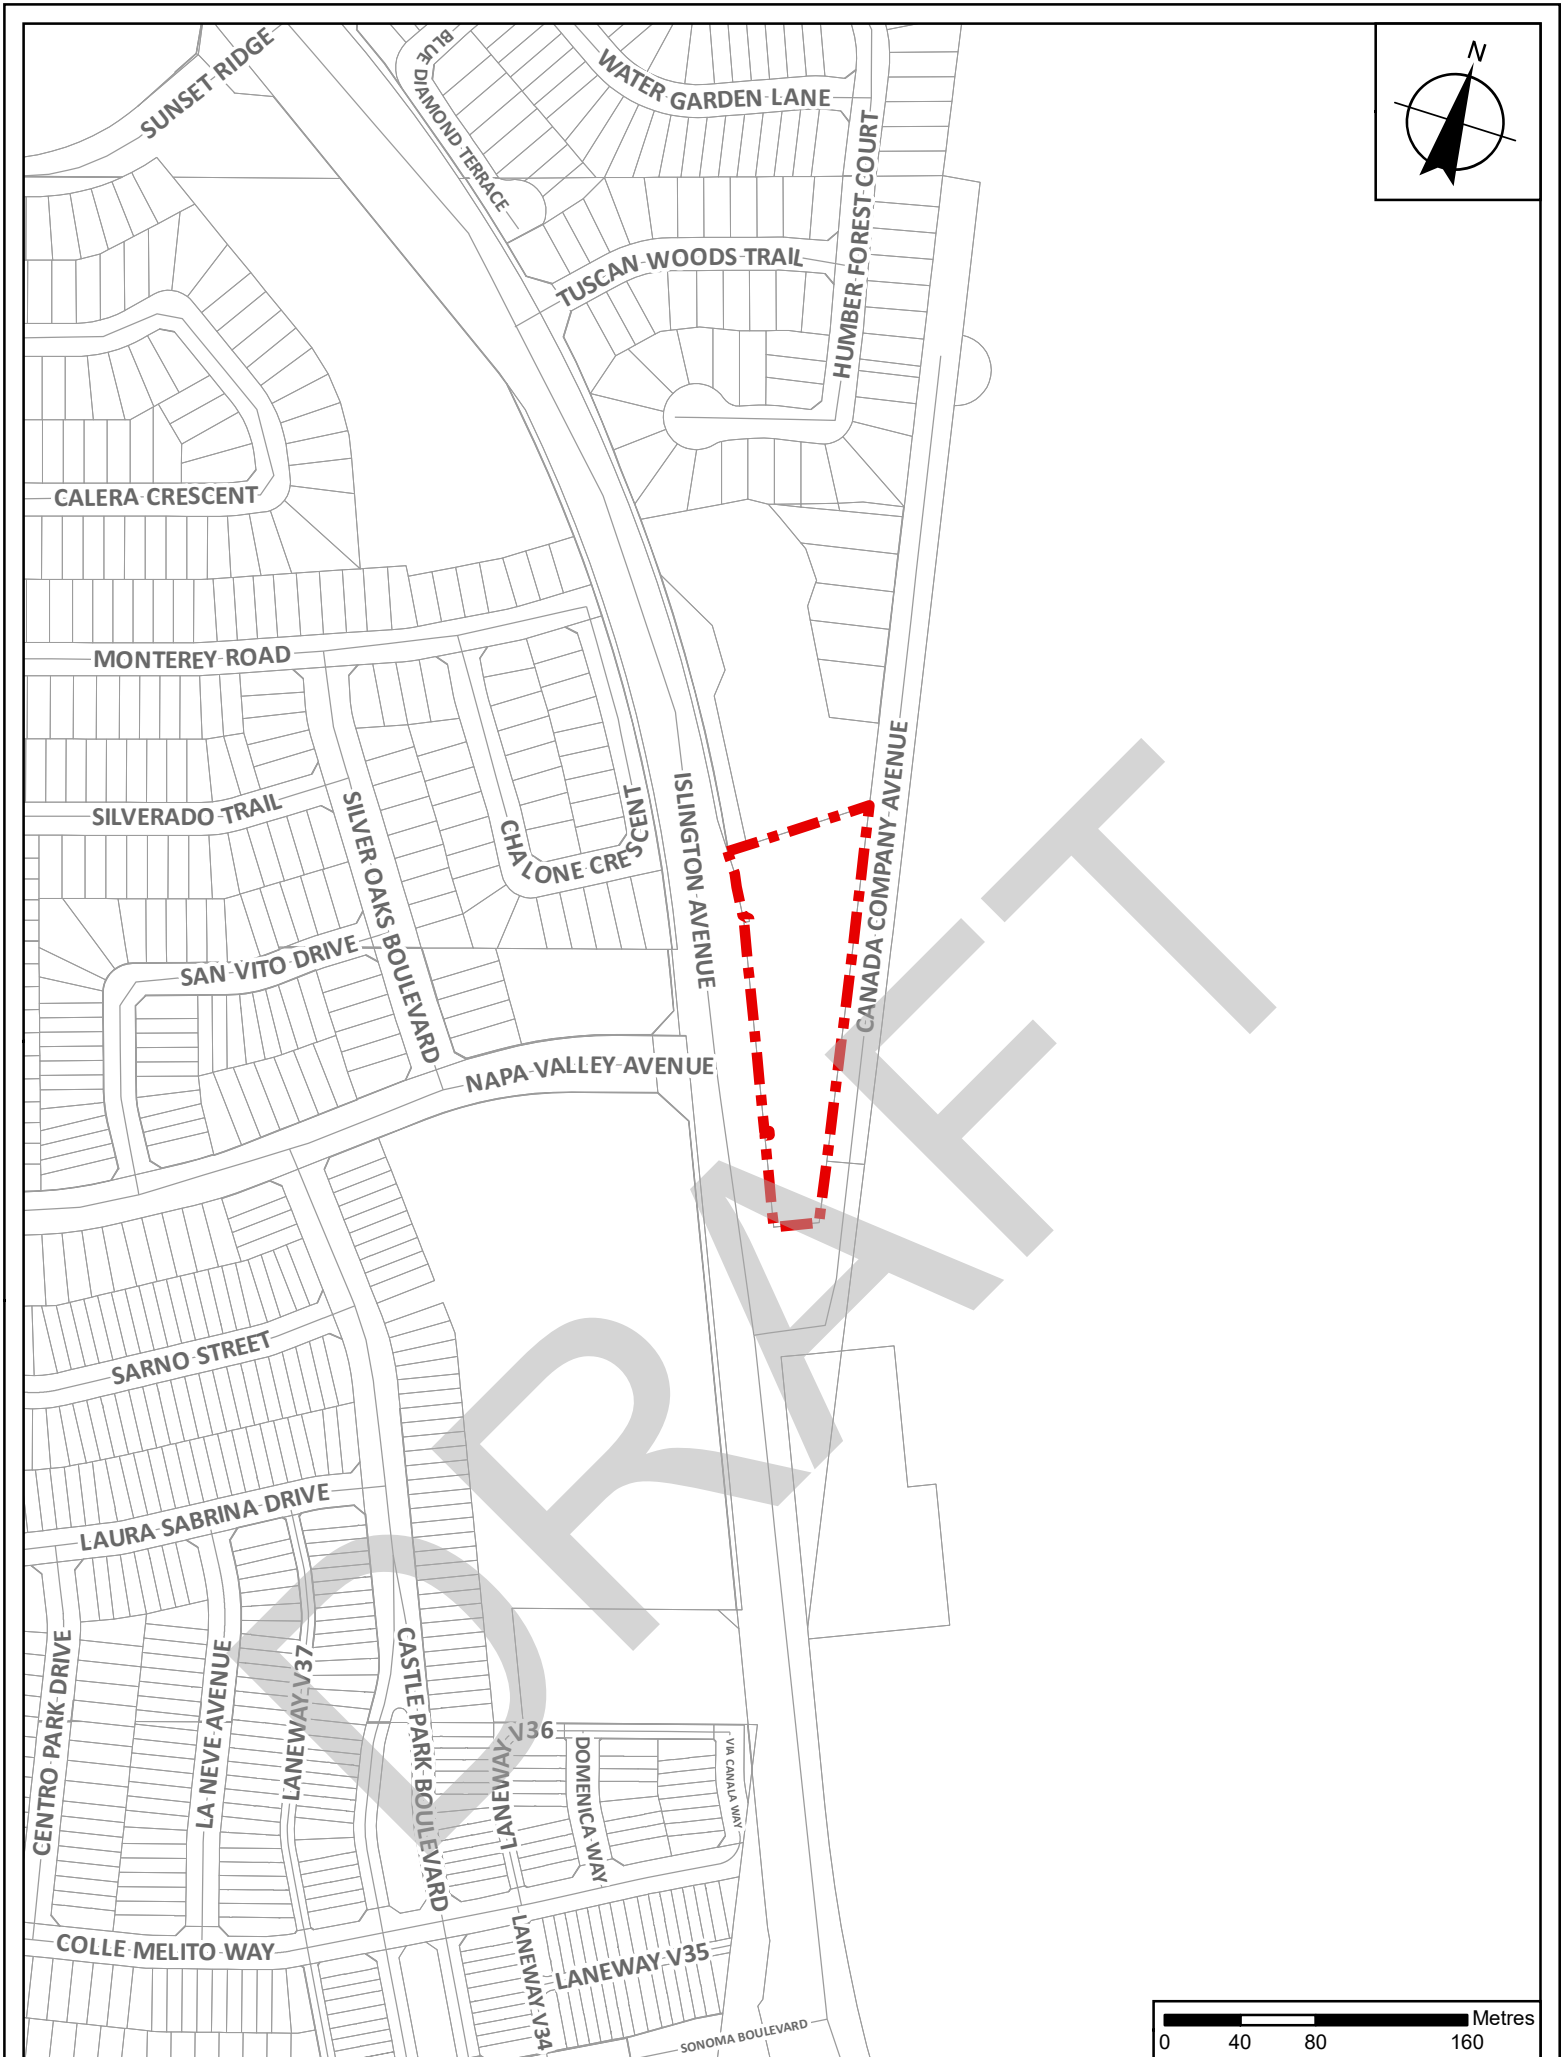 N
SUNSET RIDGE
BLUE DIAMOND TERRACE
WATER GARDEN LANE
HUMBER FOREST COURT
TUSCAN WOODS TRAIL
CALERA CRESCENT
MONTEREY ROAD
SILVERADO TRAIL
SILVER OAKS BOULEVARD
CHALONE CRESCENT
ISLINGTON AVENUE
CANADA COMPANY AVENUE
SAN VITO DRIVE
NAPA VALLEY AVENUE
SARNO STREET
LAURA SABRINA DRIVE
CENTRO PARK DRIVE
LA NEVE AVENUE
LANEWAY V37
CASTLE PARK BOULEVARD
LANEWAY V36
DOMENICA WAY
VIA CANALA WAY
COLLE MELITO WAY
LANEWAY V34
LANEWAY V35
SONOMA BOULEVARD
DRAFT
Metres
0 40 80 160